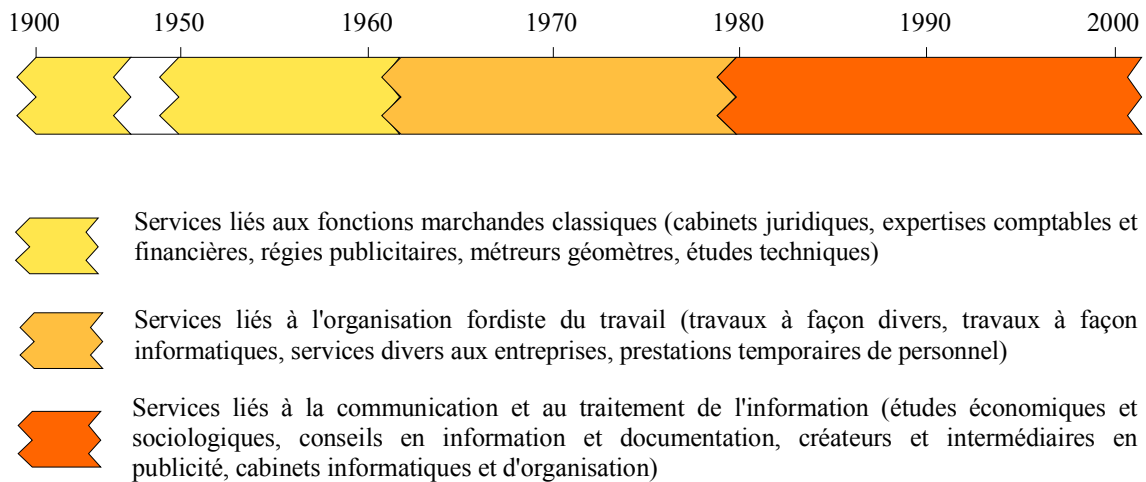 1900 1950 1960 1970 1980 1990 2000
Services liés aux fonctions marchandes classiques (cabinets juridiques, expertises comptables et
financières, régies publicitaires, métreurs géomètres, études techniques)
Services liés à l'organisation fordiste du travail (travaux à façon divers, travaux à façon
informatiques, services divers aux entreprises, prestations temporaires de personnel)
Services liés à la communication et au traitement de l'information (études économiques et
sociologiques, conseils en information et documentation, créateurs et intermédiaires en
publicité, cabinets informatiques et d'organisation)